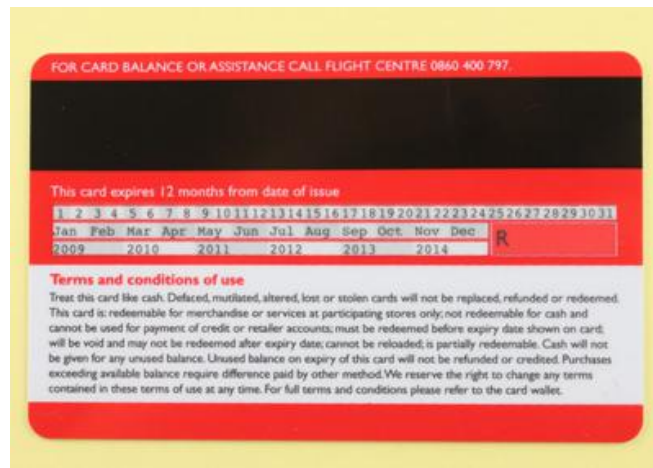 FOR CARD BALANCE OR ASSISTANCE CALL FLIGHT CENTRE 0860 400 797.
This card expires 12 months from date of issue
1 2 3 4 5 6 7 8 9 10 11 12 13 14 15 16 17 18 19 20 21 22 23 24 25 26 27 28 29 30 31
Jan Feb Mar Apr May Jun Jul Aug Sep Oct Nov Dec R
2009 2010 2011 2012 2013 2014
Terms and conditions of use
Treat this card like cash. Defaced, mutilated, altered, lost or stolen cards will not be replaced, refunded or redeemed.
This card is: redeemable for merchandise or services at participating stores only; not redeemable for cash and
cannot be used for payment of credit or retailer accounts; must be redeemed before expiry date shown on card;
will be void and may not be redeemed after expiry date; cannot be reloaded; is partially redeemable. Cash will not
be given for any unused balance. Unused balance on expiry of this card will not be refunded or credited. Purchases
exceeding available balance require difference paid by other method. We reserve the right to change any terms
contained in these terms of use at any time. For full terms and conditions please refer to the card wallet.